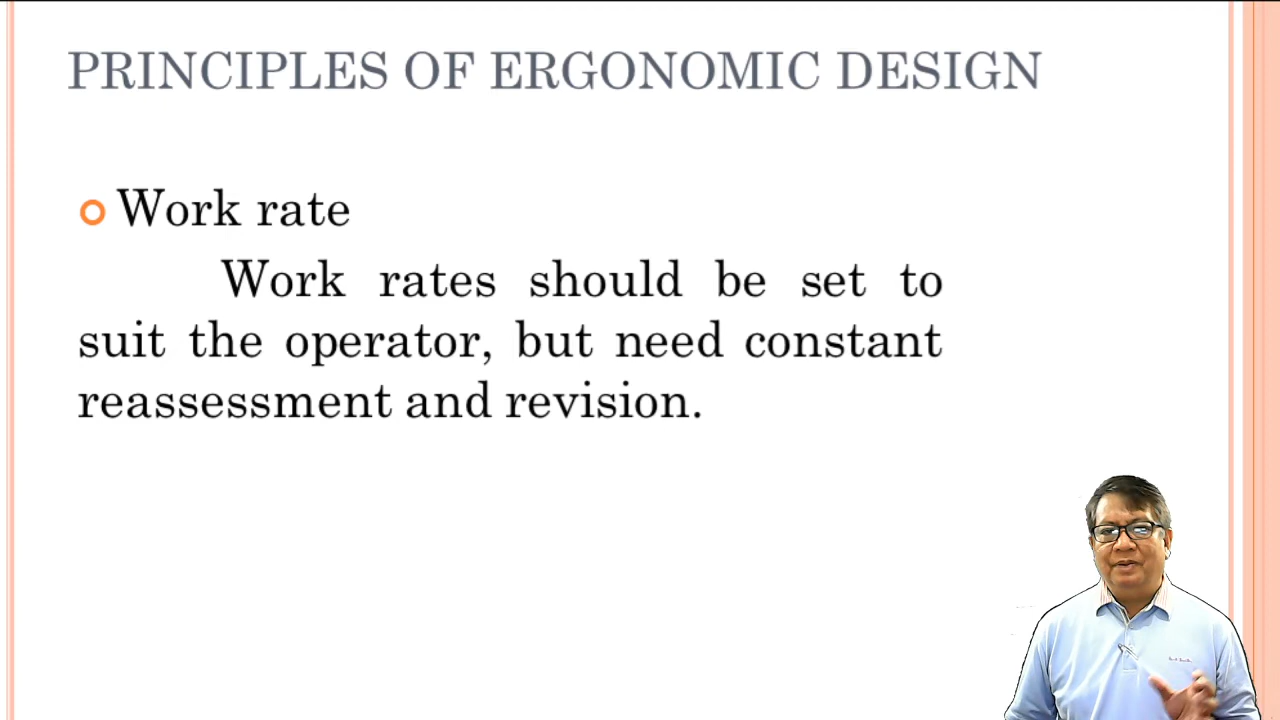 PRINCIPLES OF ERGONOMIC DESIGN
Work rate
Work rates should be set to
suit the operator, but need constant
reassessment and revision.